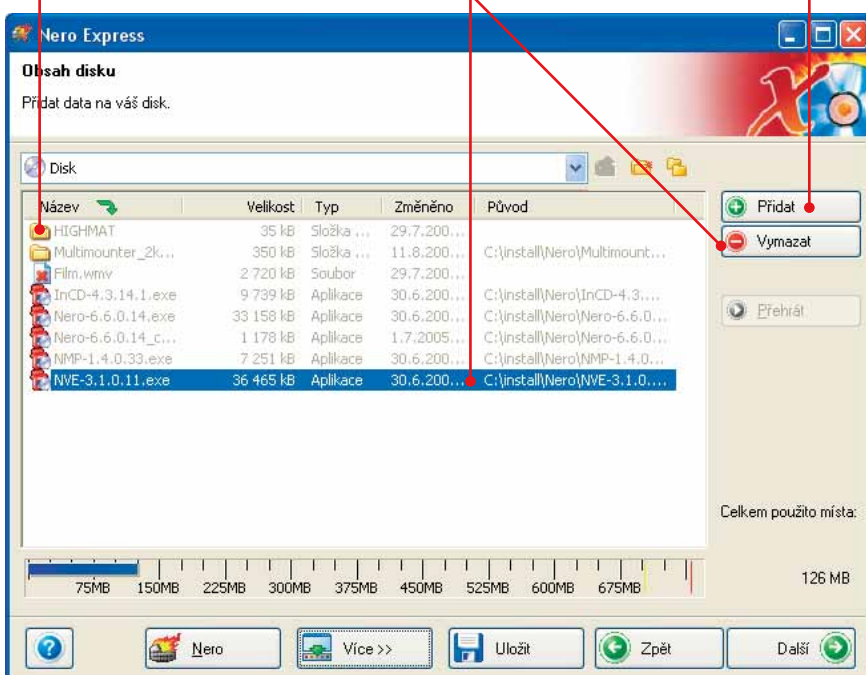 Nero Express
Obsah disku
Přidat data na váš disk.
Disk
Název Velikost Typ Změněno Původ
HIGHMAT 35 kB Složka ... 29.7.200...
Multimounter_2k... 350 kB Složka ... 11.8.200... C:\install\Nero\Multimount...
Film.wmv 2 720 kB Soubor 29.7.200...
InCD-4.3.14.1.exe 9 739 kB Aplikace 30.6.200... C:\install\Nero\InCD-4.3....
Nero-6.6.0.14.exe 33 158 kB Aplikace 30.6.200... C:\install\Nero\Nero-6.6.0...
Nero-6.6.0.14_c... 1 178 kB Aplikace 1.7.2005... C:\install\Nero\Nero-6.6.0...
NMP-1.4.0.33.exe 7 251 kB Aplikace 30.6.200... C:\install\Nero\NMP-1.4.0...
NVE-3.1.0.11.exe 36 465 kB Aplikace 30.6.200... C:\install\Nero\NVE-3.1.0....
Přidat
Vymazat
Přehrát
Celkem použito místa:
75MB 150MB 225MB 300MB 375MB 450MB 525MB 600MB 675MB
126 MB
Nero Více >> Uložit Zpět Další